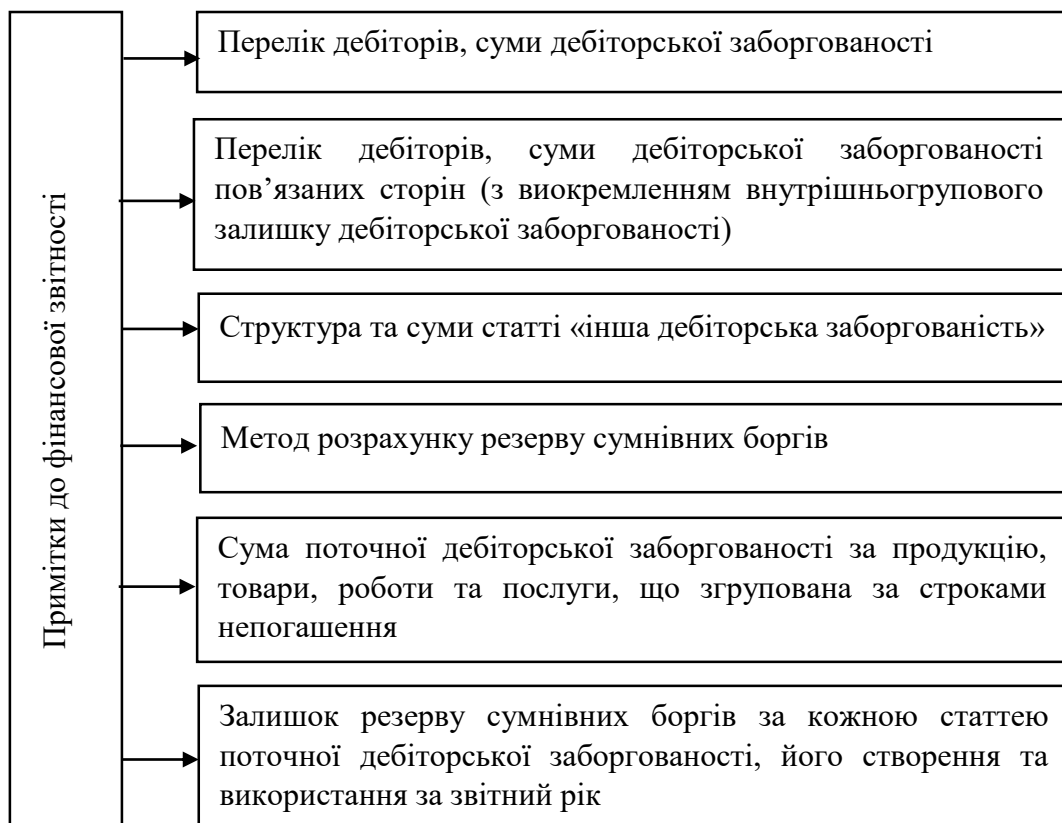 Примітки до фінансової звітності
Перелік дебіторів, суми дебіторської заборгованості
Перелік дебіторів, суми дебіторської заборгованості
пов’язаних сторін (з виокремленням внутрішньогрупового
залишку дебіторської заборгованості)
Структура та суми статті «інша дебіторська заборгованість»
Метод розрахунку резерву сумнівних боргів
Сума поточної дебіторської заборгованості за продукцію,
товари, роботи та послуги, що згрупована за строками
непогашення
Залишок резерву сумнівних боргів за кожною статтею
поточної дебіторської заборгованості, його створення та
використання за звітний рік